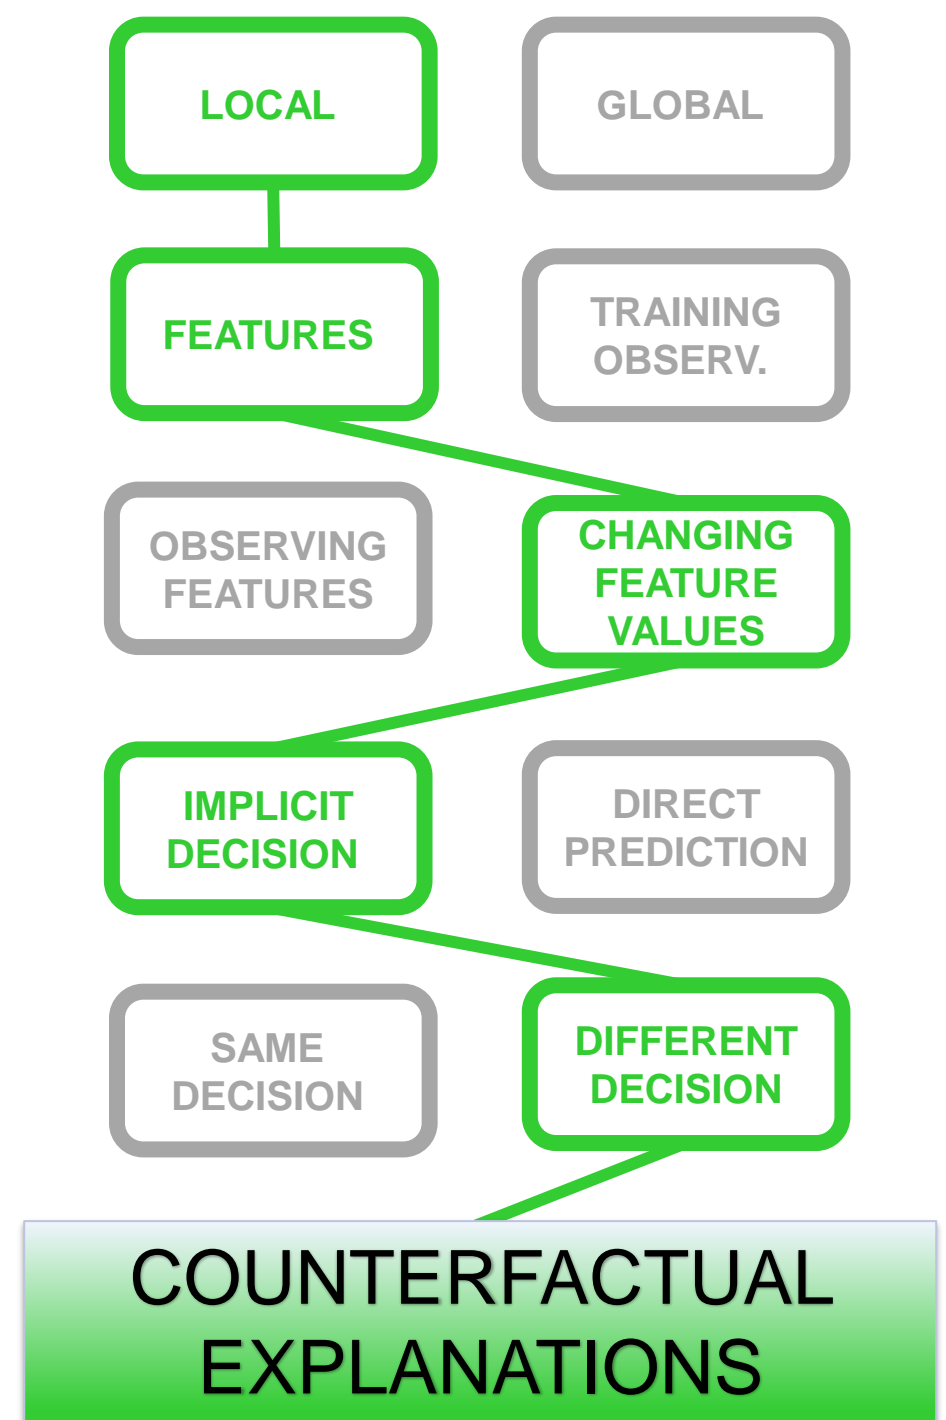 LOCAL
GLOBAL
FEATURES
TRAINING
OBSERV.
OBSERVING
FEATURES
CHANGING
FEATURE
VALUES
IMPLICIT
DECISION
DIRECT
PREDICTION
SAME
DECISION
DIFFERENT
DECISION
COUNTERFACTUAL
EXPLANATIONS